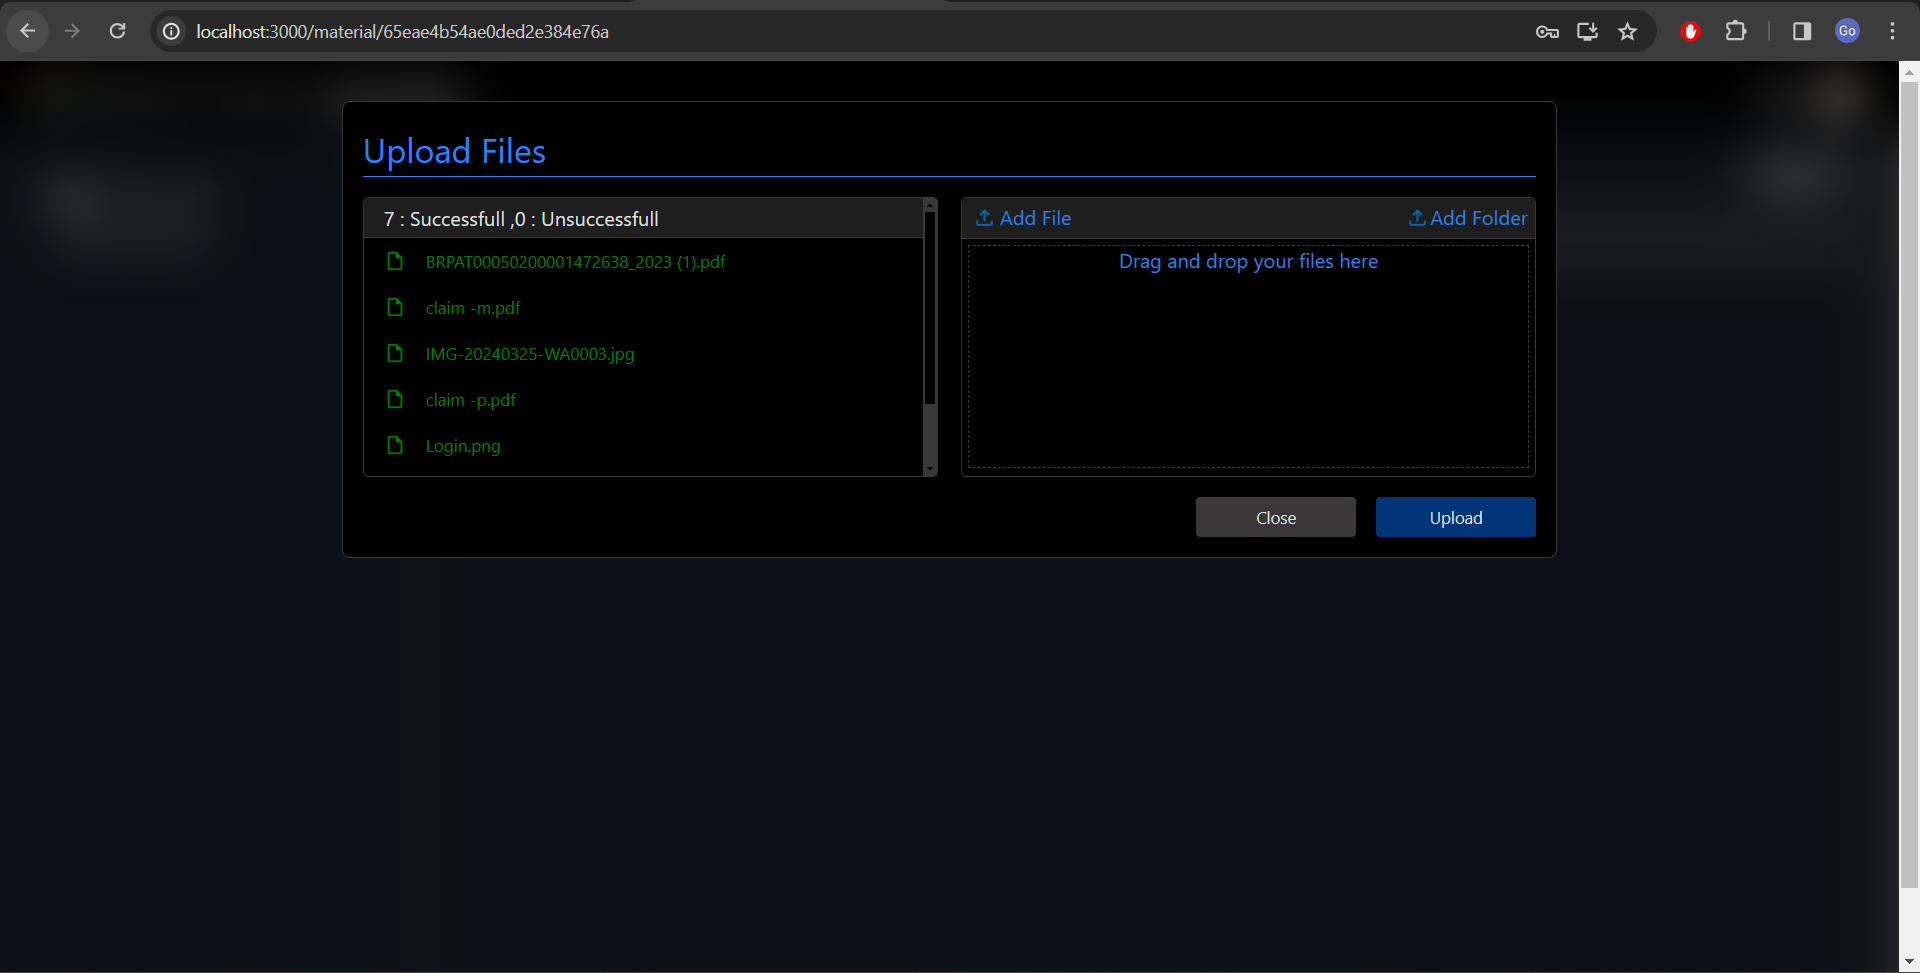 localhost:3000/material/65eae4b54ae0ded2e384e76a
Go
Upload Files
7 : Successfull ,0 : Unsuccessfull
BRPAT00050200001472638_2023 (1).pdf
claim -m.pdf
IMG-20240325-WA0003.jpg
claim -p.pdf
Login.png
Add File
Add Folder
Drag and drop your files here
Close
Upload